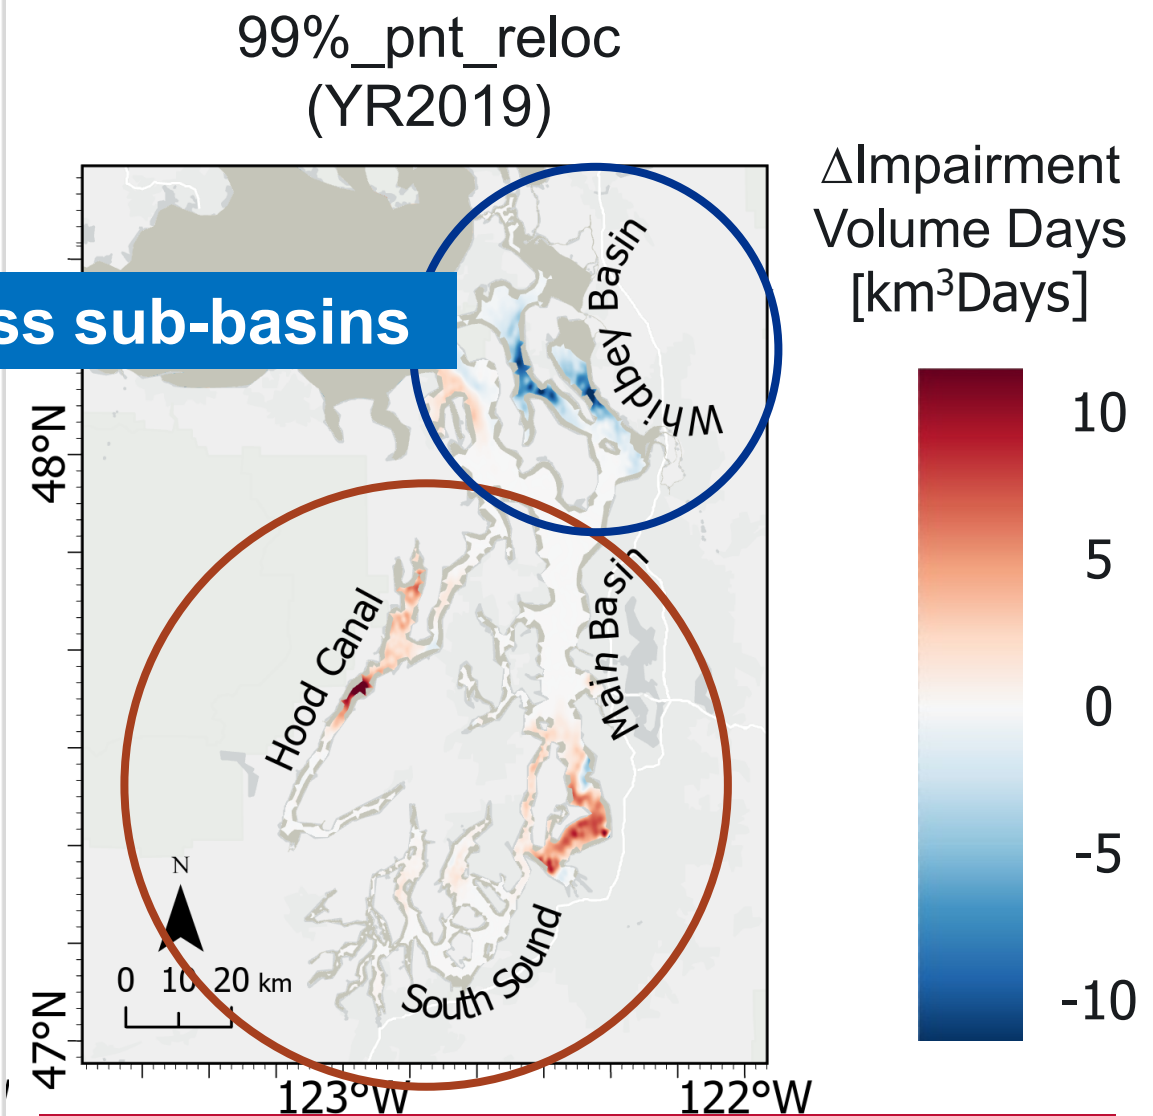 99%_pnt_reloc
(YR2019)
ΔImpairment
Volume Days
[km³Days]
ss sub-basins
Whidbey Basin
Main Basin
Hood Canal
South Sound
N
0 10 20 km
48°N
47°N
123°W
122°W
10
5
0
-5
-10